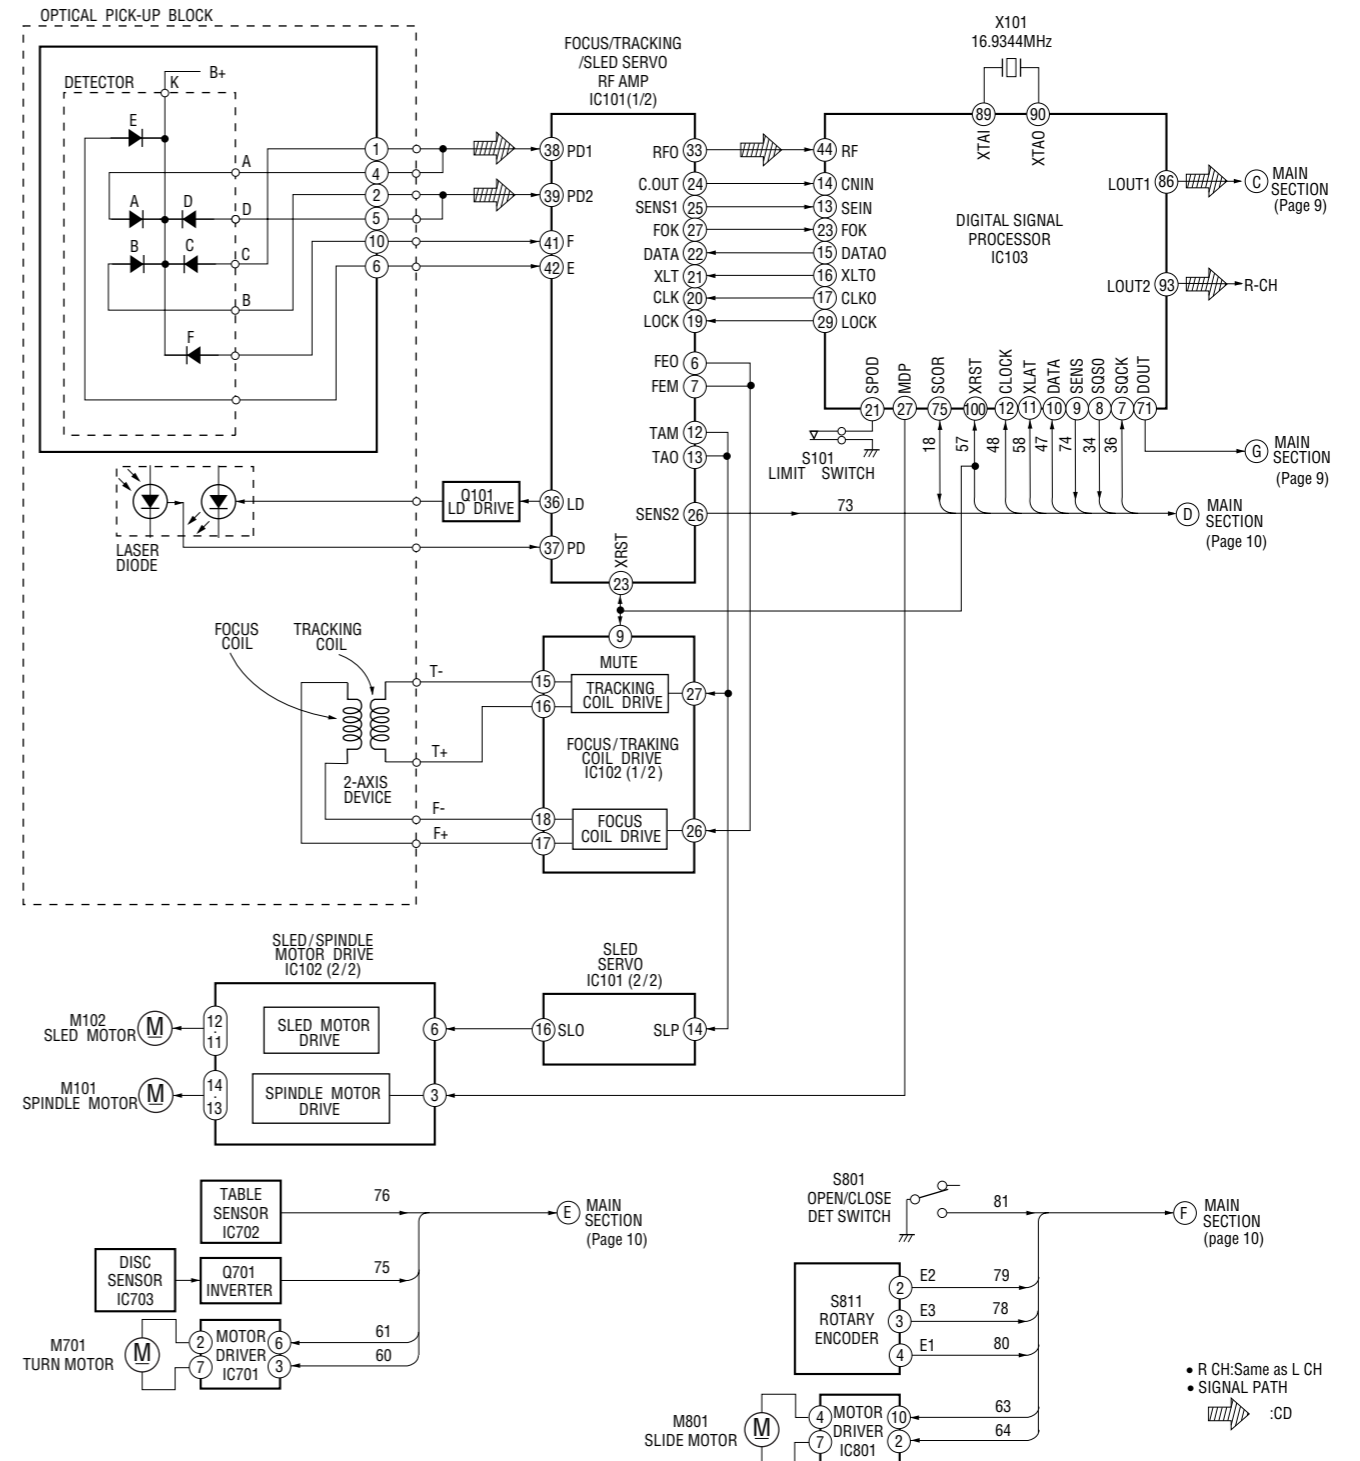 OPTICAL PICK-UP BLOCK
DETECTOR
K
B+
E
A
A
D
D
B
C
C
B
F
1
4
2
5
10
6
FOCUS/TRACKING
/SLED SERVO
RF AMP
IC101(1/2)
38 PD1
39 PD2
41 F
42 E
36 LD
37 PD
RFO 33
C.OUT 24
SENS1 25
FOK 27
DATA 22
XLT 21
CLK 20
LOCK 19
FEO 6
FEM 7
TAM 12
TAO 13
SENS2 26
XRST
23
X101
16.9344MHz
89
90
XTAI
XTAO
44 RF
14 CNIN
13 SEIN
23 FOK
15 DATAO
16 XLTO
17 CLKO
29 LOCK
DIGITAL SIGNAL
PROCESSOR
IC103
LOUT1 86
C
MAIN
SECTION
(Page 9)
LOUT2 93
R-CH
SPOD
MDP
SCOR
XRST
CLOCK
XLAT
DATA
SENS
SQS0
SQCK
DOUT
21
27
75
100
12
11
10
9
8
7
71
18
57
48
58
47
74
34
36
S101
LIMIT SWITCH
G
MAIN
SECTION
(Page 9)
73
D
MAIN
SECTION
(Page 10)
Q101
LD DRIVE
LASER
DIODE
FOCUS
COIL
TRACKING
COIL
2-AXIS
DEVICE
T-
T+
F-
F+
9
MUTE
15
16
TRACKING
COIL DRIVE
27
FOCUS/TRAKING
COIL DRIVE
IC102 (1/2)
18
17
FOCUS
COIL DRIVE
26
SLED/SPINDLE
MOTOR DRIVE
IC102 (2/2)
M102
SLED MOTOR
M
12
·
11
SLED MOTOR
DRIVE
6
M101
SPINDLE MOTOR
M
14
·
13
SPINDLE MOTOR
DRIVE
3
SLED
SERVO
IC101 (2/2)
16 SLO
SLP 14
TABLE
SENSOR
IC702
76
E
MAIN
SECTION
(Page 10)
DISC
SENSOR
IC703
Q701
INVERTER
75
M701
TURN MOTOR
M
2
7
MOTOR
DRIVER
IC701
6
3
61
60
S801
OPEN/CLOSE
DET SWITCH
81
F
MAIN
SECTION
(page 10)
S811
ROTARY
ENCODER
2
E2
79
3
E3
78
4
E1
80
M801
SLIDE MOTOR
M
4
7
MOTOR
DRIVER
IC801
10
2
63
64
• R CH:Same as L CH
• SIGNAL PATH
:CD